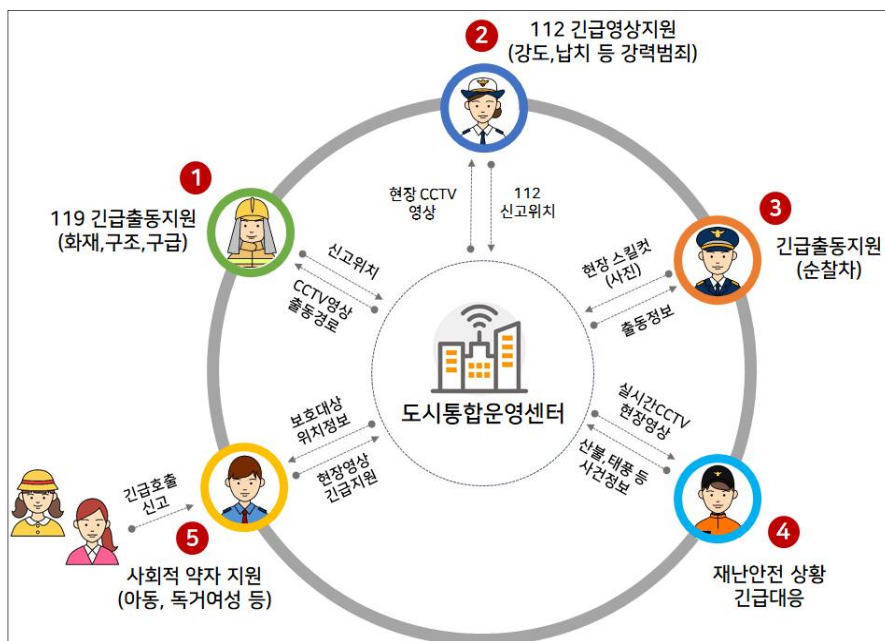 2
112 긴급영상지원
(강도,납치 등 강력범죄)
1
119 긴급출동지원
(화재,구조,구급)
현장 CCTV
영상
112
신고위치
3
긴급출동지원
(순찰차)
신고위치
CCTV영상
출동경로
현장 스킬컷
(사진)
출동정보
도시통합운영센터
보호대상
위치정보
현장영상
긴급지원
실시간CCTV
현장영상
산불,태풍 등
사건정보
긴급호출
신고
5
사회적 약자 지원
(아동, 독거여성 등)
4
재난안전 상황
긴급대응